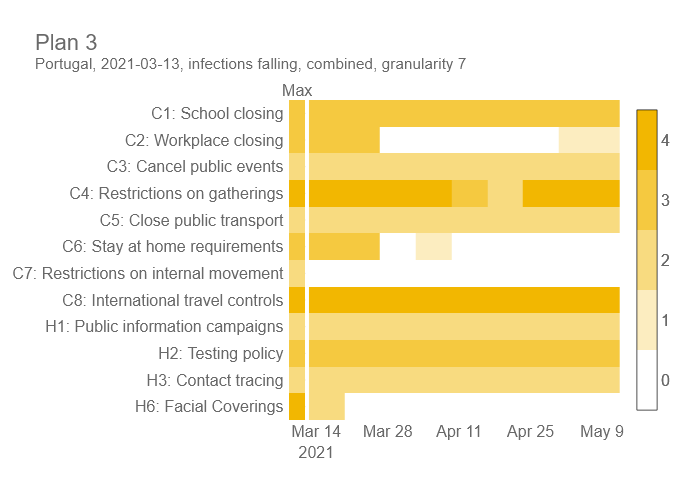 Plan 3
Portugal, 2021-03-13, infections falling, combined, granularity 7
Max
C1: School closing
C2: Workplace closing
C3: Cancel public events
C4: Restrictions on gatherings
C5: Close public transport
C6: Stay at home requirements
C7: Restrictions on internal movement
C8: International travel controls
H1: Public information campaigns
H2: Testing policy
H3: Contact tracing
H6: Facial Coverings
4
3
2
1
0
Mar 14 Mar 28 Apr 11 Apr 25 May 9
2021